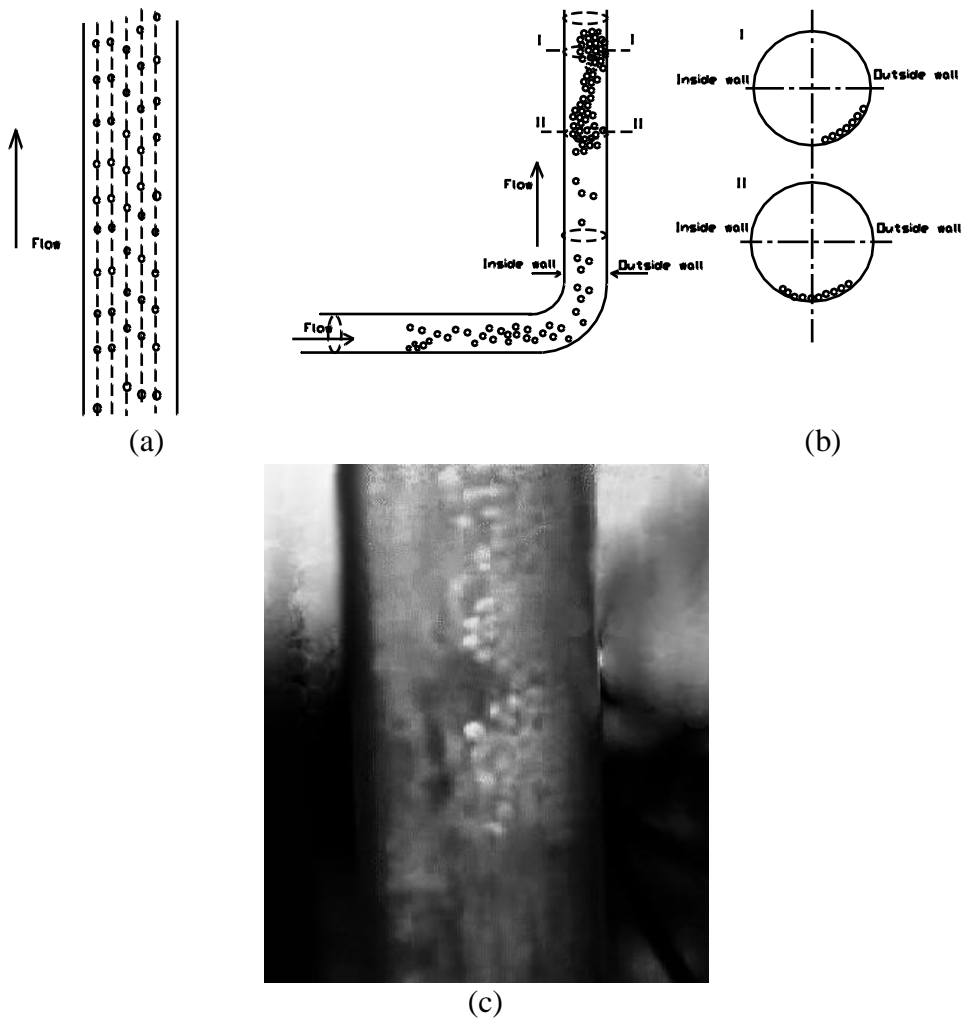 Flow
(a)
I I
II II
Flow
Inside wall Outside wall
Flow
I
Inside wall Outside wall
II
Inside wall Outside wall
(b)
(c)